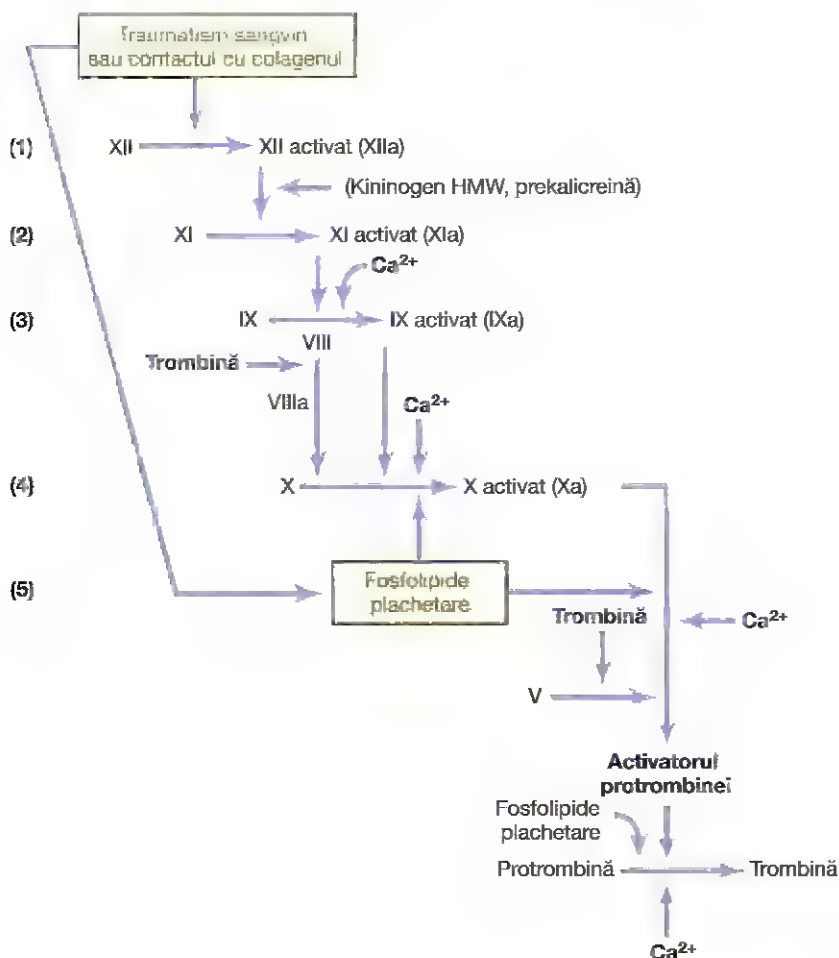 Traumatism sangvin
sau contactul cu colagenul
(1) XII XII activat (XIIa)
(Kininogen HMW, prekalicreină)
(2) XI XI activat (XIa)
Ca²⁺
(3) IX IX activat (IXa)
VIII
Trombină
VIIIa Ca²⁺
(4) X X activat (Xa)
(5) Fosfolipide
plachetare
Trombină Ca²⁺
V
Activatorul
protrombinei
Fosfolipide
plachetare
Protrombină Trombină
Ca²⁺